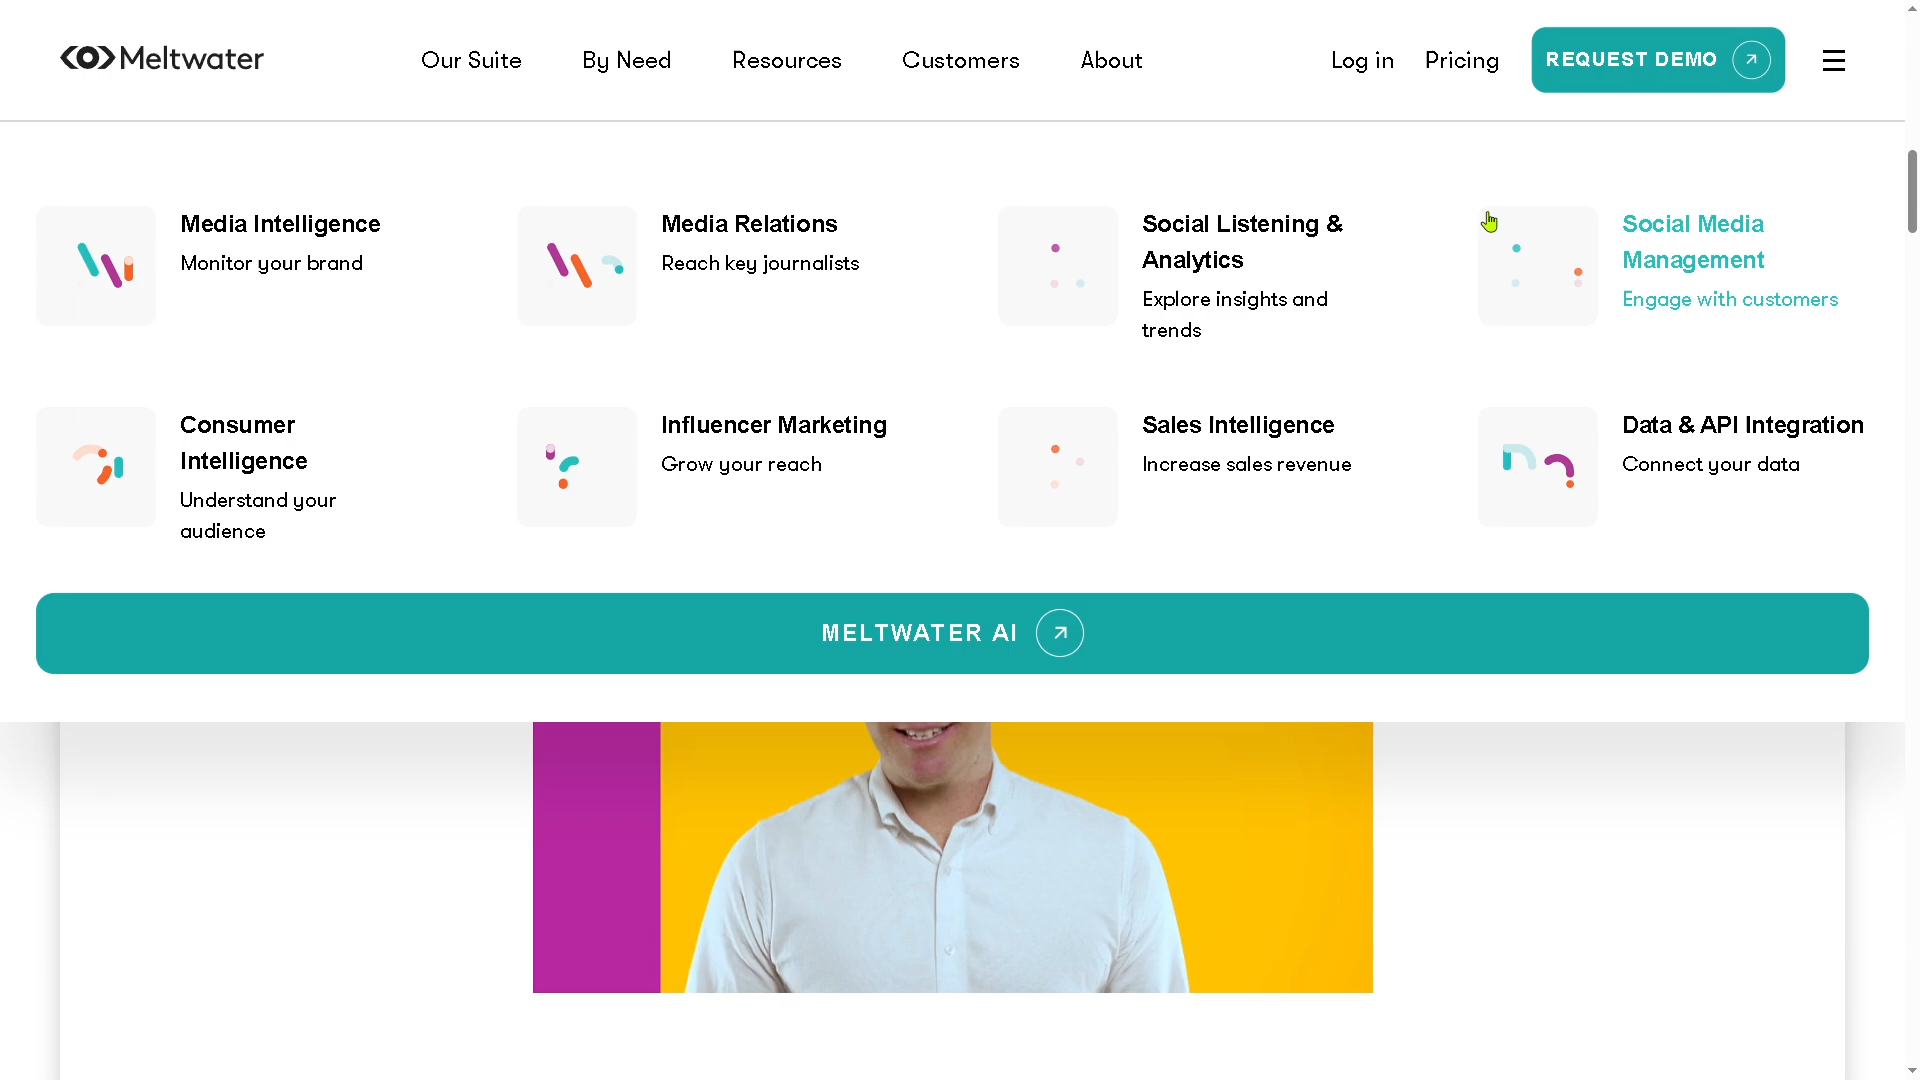 Meltwater
Our Suite
By Need
Resources
Customers
About
Log in
Pricing
REQUEST DEMO
Media Intelligence
Monitor your brand
Media Relations
Reach key journalists
Social Listening &
Analytics
Explore insights and
trends
Social Media
Management
Engage with customers
Consumer
Intelligence
Understand your
audience
Influencer Marketing
Grow your reach
Sales Intelligence
Increase sales revenue
Data & API Integration
Connect your data
MELTWATER AI